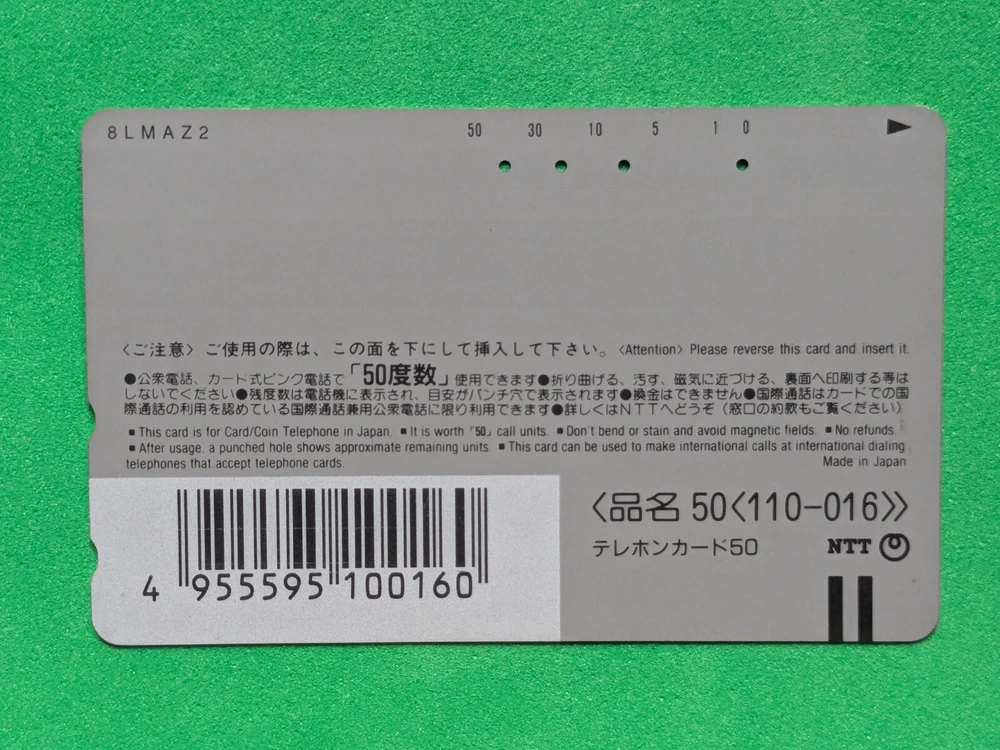 8LMAZ2 50 30 10 5 1 0 ▶
〈ご注意〉ご使用の際は、この面を下にして挿入して下さい。〈Attention〉Please reverse this card and insert it.
●公衆電話、カード式ピンク電話で「50度数」使用できます●折り曲げる、汚す、磁気に近づける、裏面へ印刷する等は
しないでください●残度数は電話機に表示され、目安がパンチ穴で表示されます●換金はできません●国際通話はカードでの国
際通話の利用を認めている国際通話兼用公衆電話に限り利用できます●詳しくはNTTへどうぞ（窓口の約款もご覧ください）
■ This card is for Card/Coin Telephone in Japan. ■ It is worth「50」call units. ■ Don't bend or stain and avoid magnetic fields. ■ No refunds.
■ After usage, a punched hole shows approximate remaining units. ■ This card can be used to make international calls at international dialing
telephones that accept telephone cards. Made in Japan
〈品名 50〈110-016〉〉
テレホンカード50 NTT
4 955595 100160